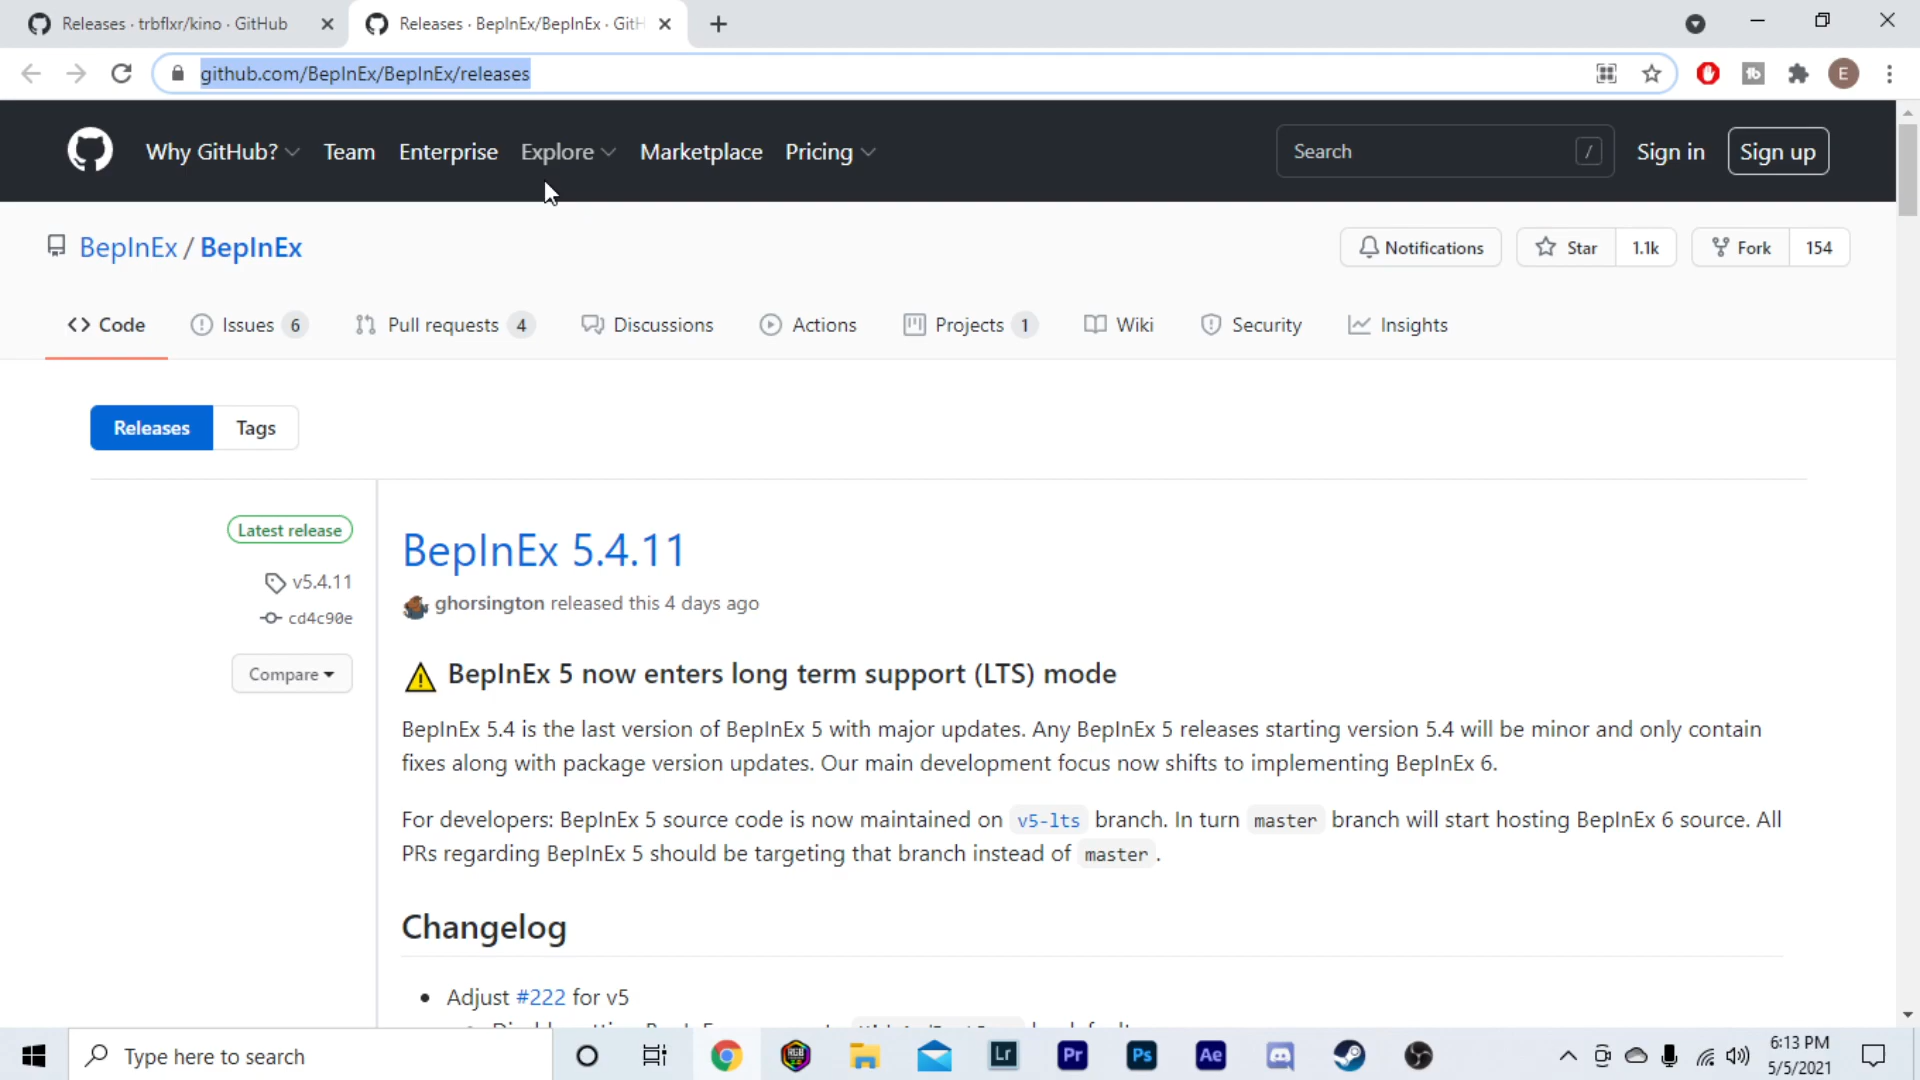 Releases · trbflxr/kino · GitHub
Releases · BepInEx/BepInEx · GitH
github.com/BepInEx/BepInEx/releases
E
Why GitHub? Team Enterprise Explore Marketplace Pricing
Search /
Sign in
Sign up
BepInEx / BepInEx
Notifications
Star 1.1k
Fork 154
Code
Issues 6
Pull requests 4
Discussions
Actions
Projects 1
Wiki
Security
Insights
Releases Tags
Latest release
v5.4.11
cd4c90e
Compare
BepInEx 5.4.11
ghorsington released this 4 days ago
BepInEx 5 now enters long term support (LTS) mode
BepInEx 5.4 is the last version of BepInEx 5 with major updates. Any BepInEx 5 releases starting version 5.4 will be minor and only contain
fixes along with package version updates. Our main development focus now shifts to implementing BepInEx 6.
For developers: BepInEx 5 source code is now maintained on v5-lts branch. In turn master branch will start hosting BepInEx 6 source. All
PRs regarding BepInEx 5 should be targeting that branch instead of master.
Changelog
Adjust #222 for v5
Type here to search
RGB
Lr
Pr
Ps
Ae
6:13 PM
5/5/2021